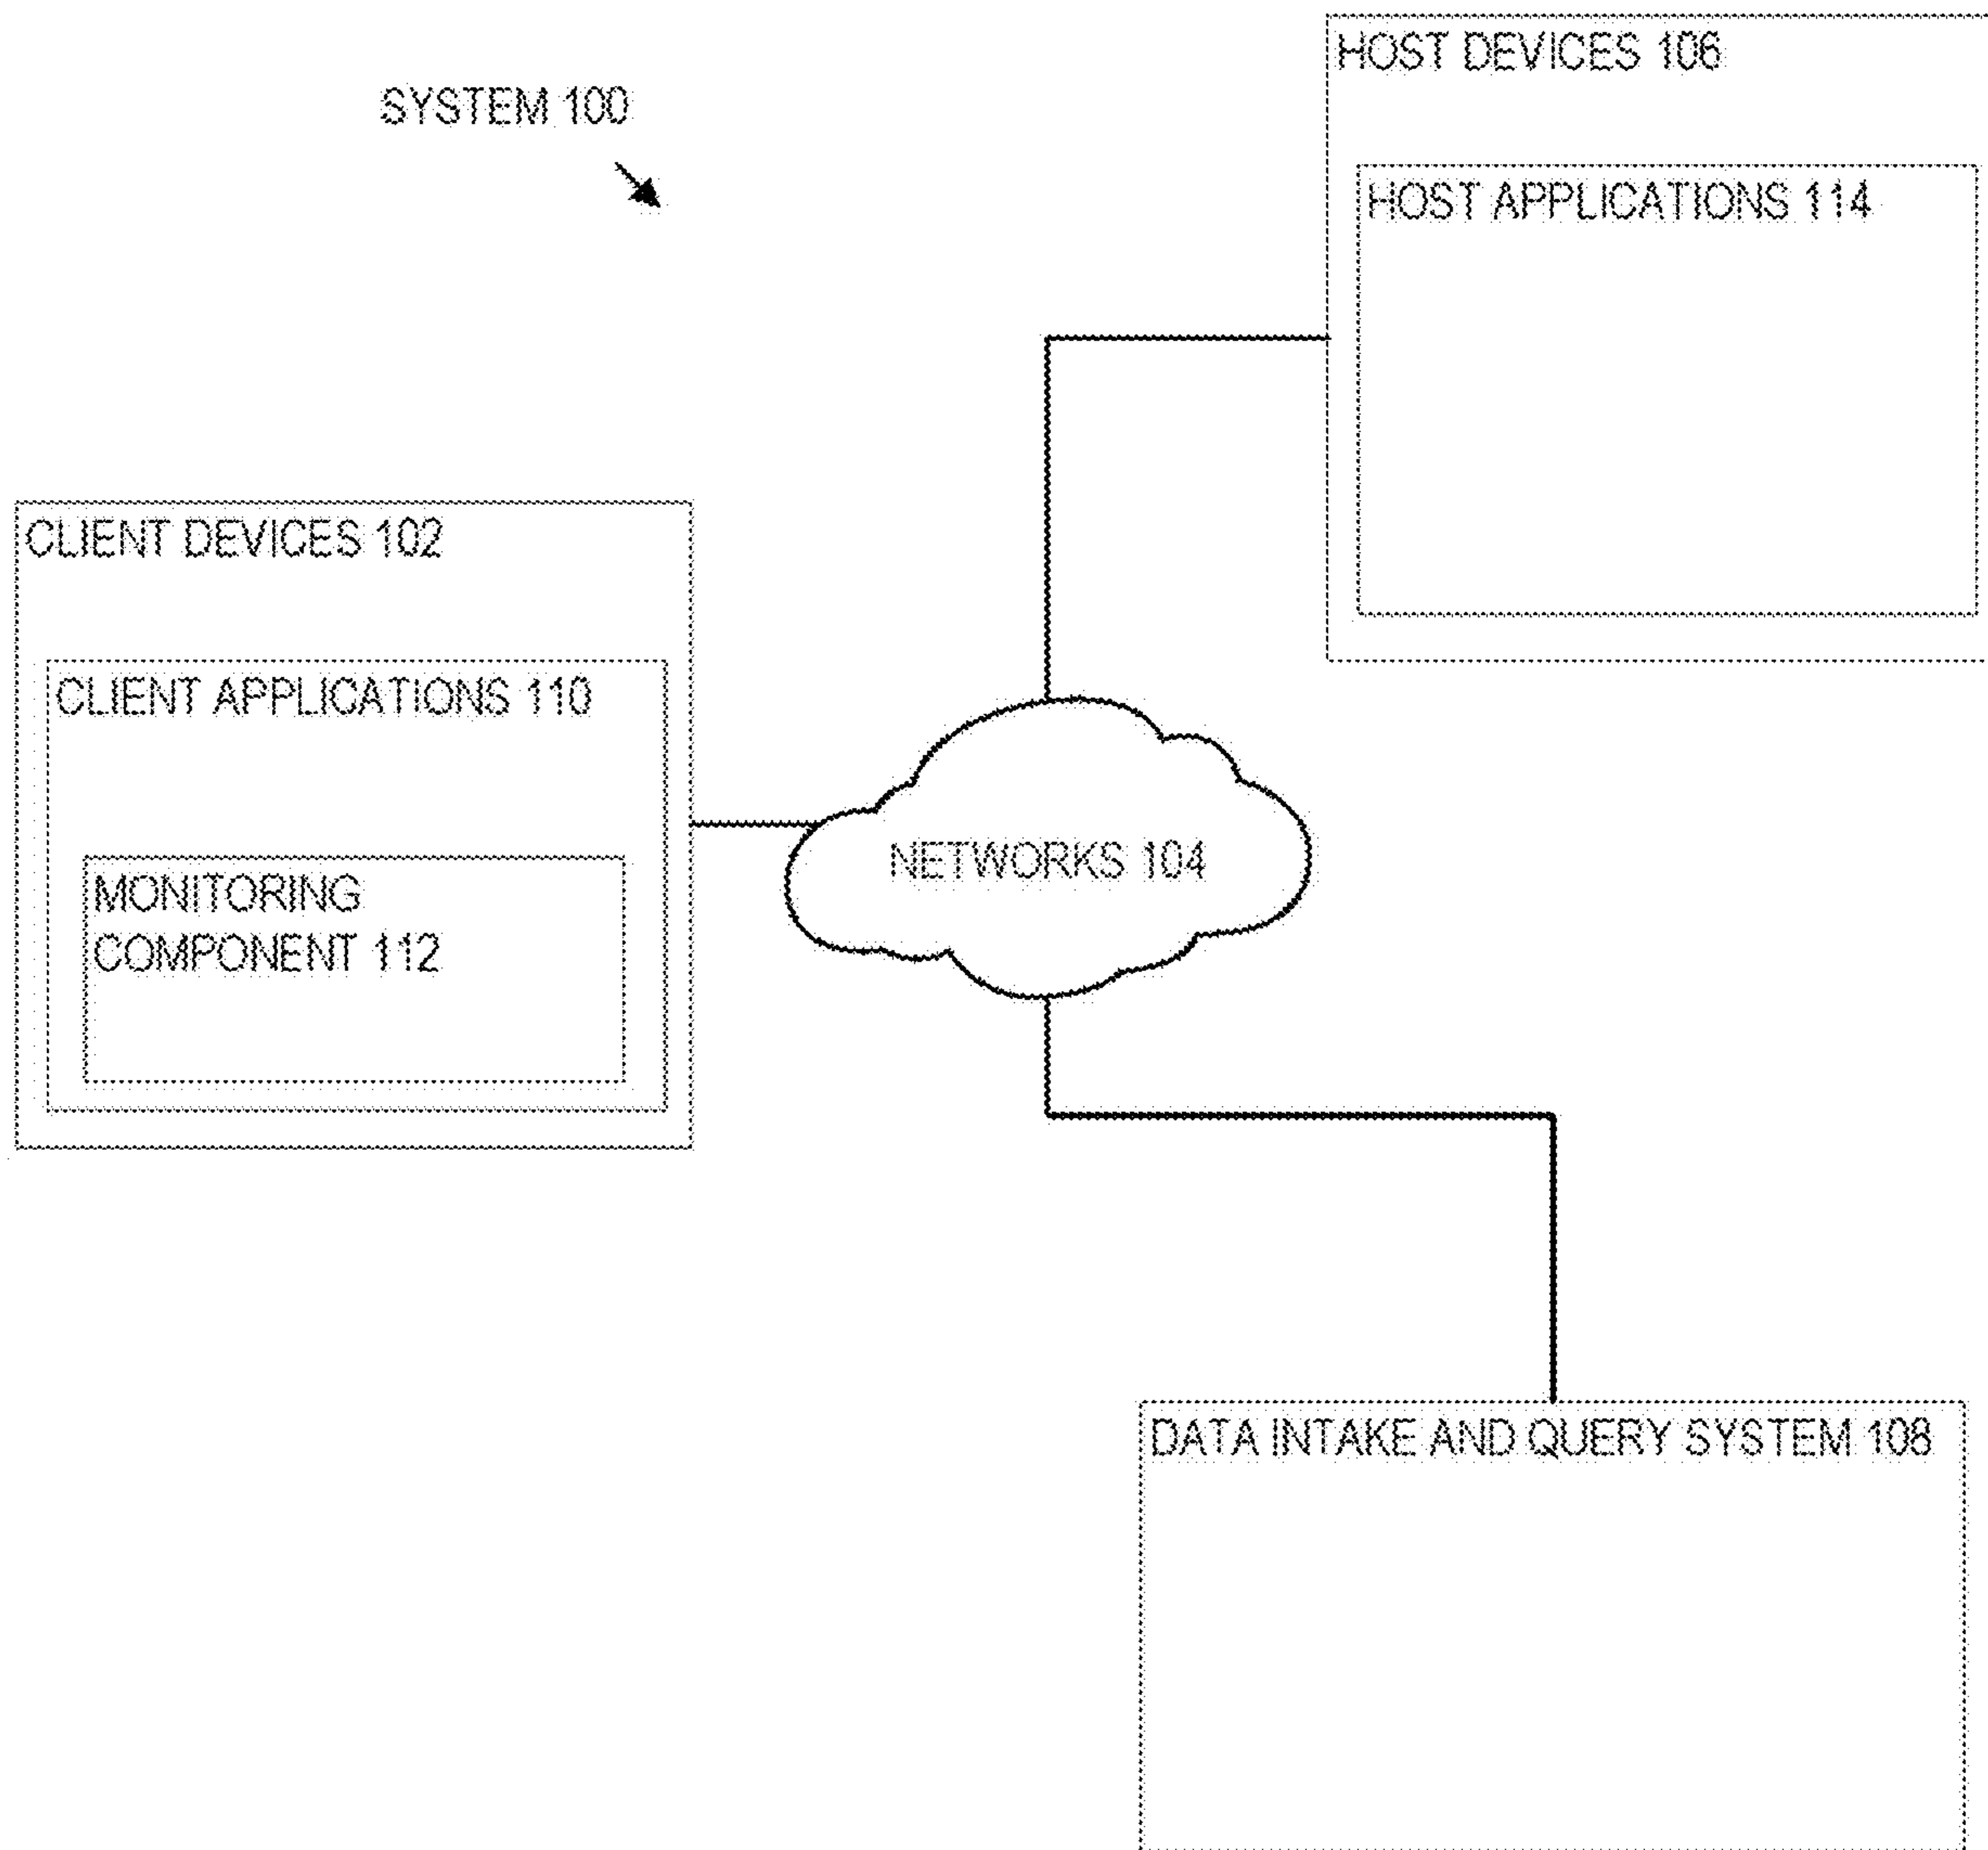 SYSTEM 100
HOST DEVICES 106
HOST APPLICATIONS 114
CLIENT DEVICES 102
CLIENT APPLICATIONS 110
MONITORING
COMPONENT 112
NETWORKS 104
DATA INTAKE AND QUERY SYSTEM 108